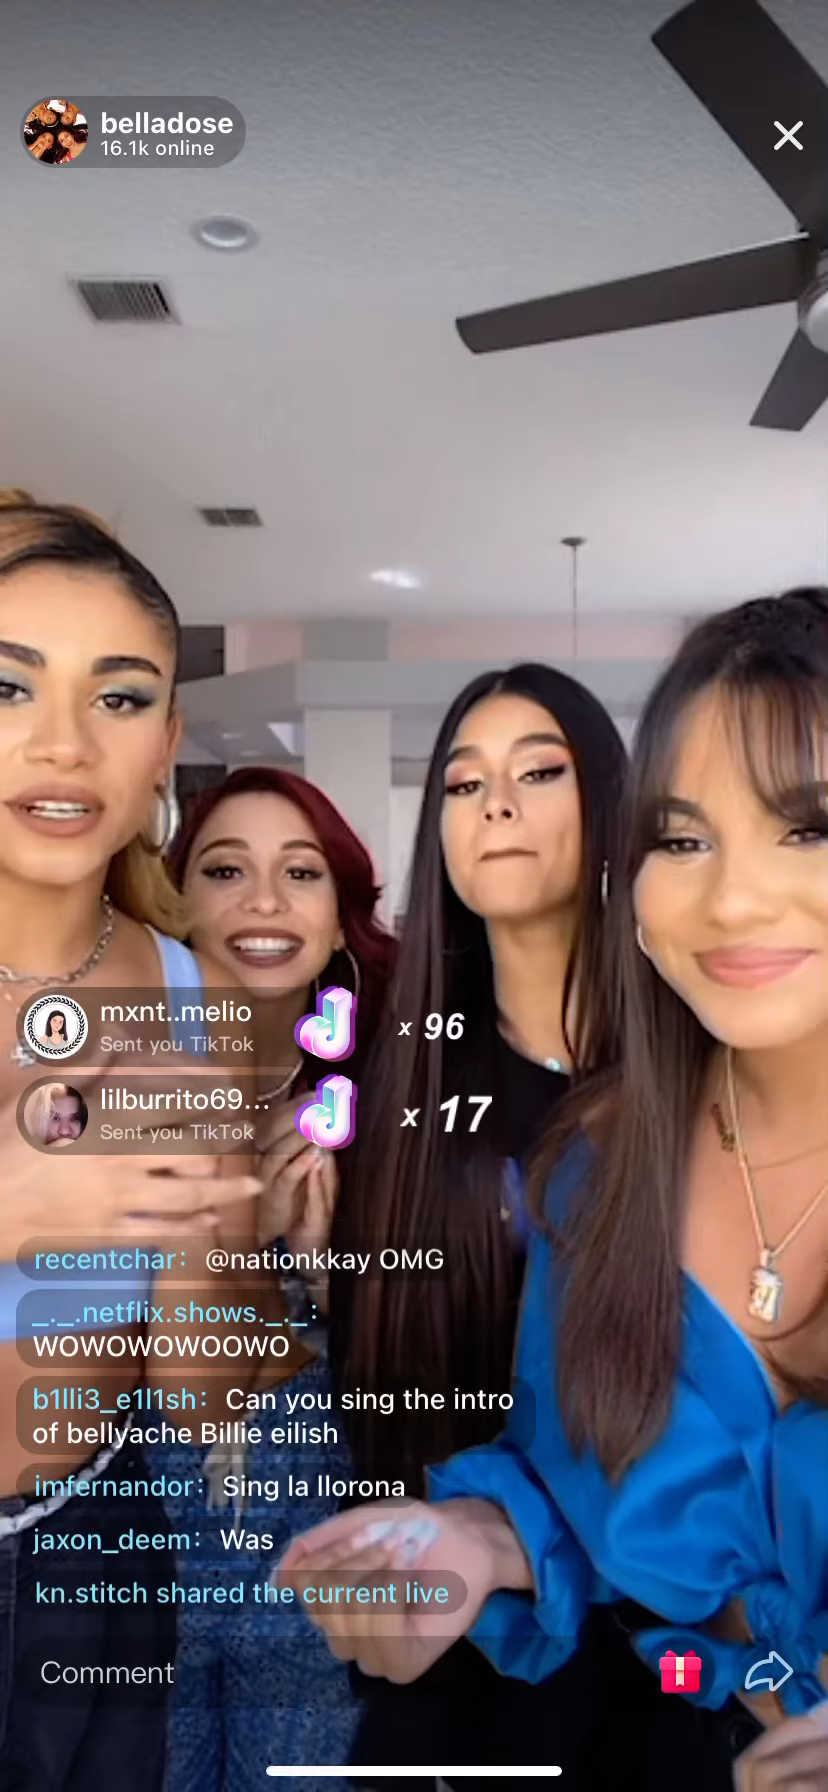 belladose
16.1k online
mxnt..melio
Sent you TikTok
x 96
lilburrito69...
Sent you TikTok
x 17
recentchar: @nationkkay OMG
_._.netflix.shows._._:
WOWOWOWOOWO
b1lli3_e1l1sh: Can you sing the intro
of bellyache Billie eilish
imfernandor: Sing la llorona
jaxon_deem: Was
kn.stitch shared the current live
Comment